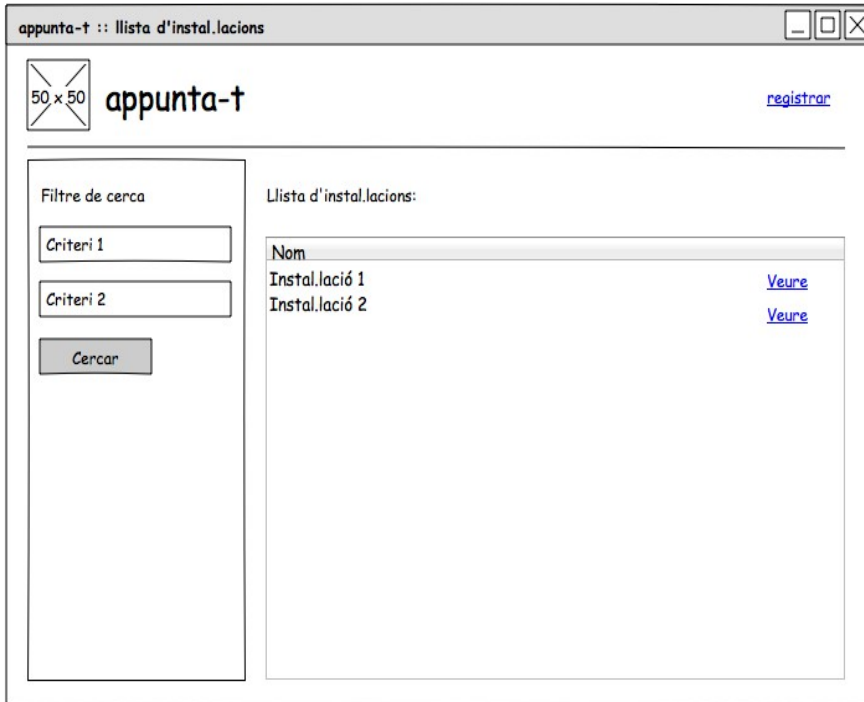 appunta-t :: llista d'instal.lacions
50 x 50
appunta-t
registrar
Filtre de cerca
Criteri 1
Criteri 2
Cercar
Llista d'instal.lacions:
Nom
Instal.lació 1
Veure
Instal.lació 2
Veure